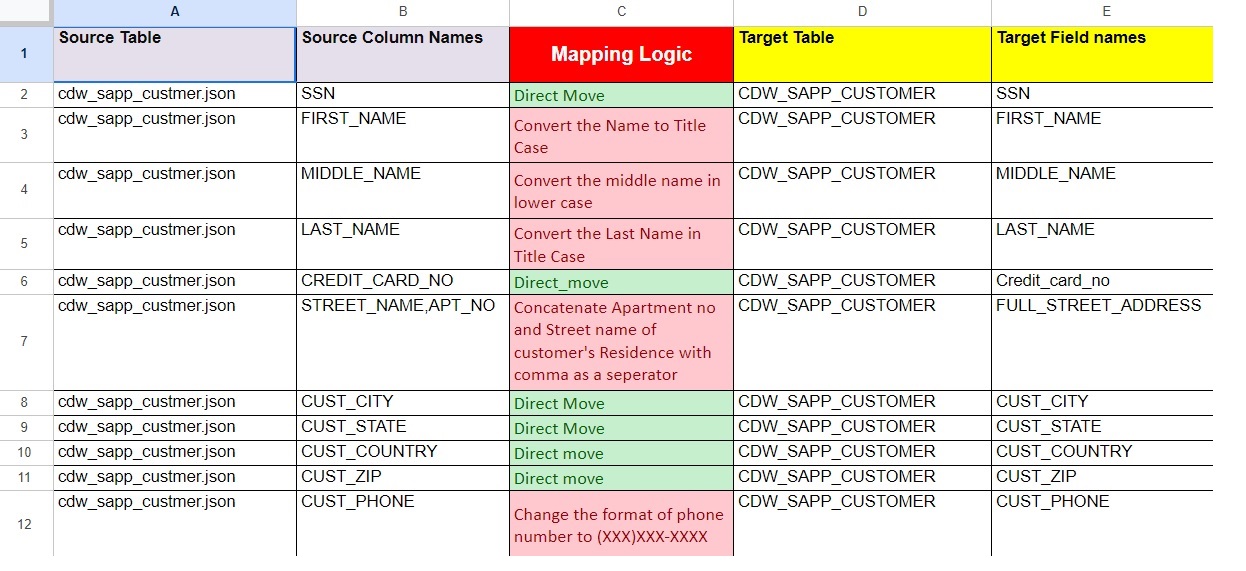 A B C D E
1 Source Table Source Column Names Mapping Logic Target Table Target Field names
2 cdw_sapp_custmer.json SSN Direct Move CDW_SAPP_CUSTOMER SSN
3 cdw_sapp_custmer.json FIRST_NAME Convert the Name to Title CDW_SAPP_CUSTOMER FIRST_NAME
Case
4 cdw_sapp_custmer.json MIDDLE_NAME Convert the middle name in CDW_SAPP_CUSTOMER MIDDLE_NAME
lower case
5 cdw_sapp_custmer.json LAST_NAME Convert the Last Name in CDW_SAPP_CUSTOMER LAST_NAME
Title Case
6 cdw_sapp_custmer.json CREDIT_CARD_NO Direct_move CDW_SAPP_CUSTOMER Credit_card_no
7 cdw_sapp_custmer.json STREET_NAME,APT_NO Concatenate Apartment no CDW_SAPP_CUSTOMER FULL_STREET_ADDRESS
and Street name of
customer's Residence with
comma as a seperator
8 cdw_sapp_custmer.json CUST_CITY Direct Move CDW_SAPP_CUSTOMER CUST_CITY
9 cdw_sapp_custmer.json CUST_STATE Direct Move CDW_SAPP_CUSTOMER CUST_STATE
10 cdw_sapp_custmer.json CUST_COUNTRY Direct move CDW_SAPP_CUSTOMER CUST_COUNTRY
11 cdw_sapp_custmer.json CUST_ZIP Direct move CDW_SAPP_CUSTOMER CUST_ZIP
12 cdw_sapp_custmer.json CUST_PHONE Change the format of phone CDW_SAPP_CUSTOMER CUST_PHONE
number to (XXX)XXX-XXXX